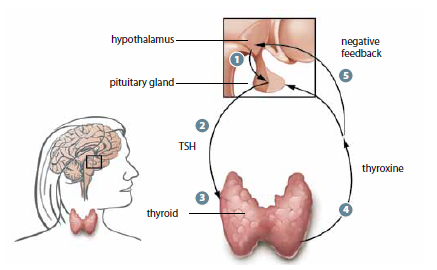 hypothalamus
negative
feedback
1
pituitary gland
5
2
TSH
thyroxine
3
thyroid
4